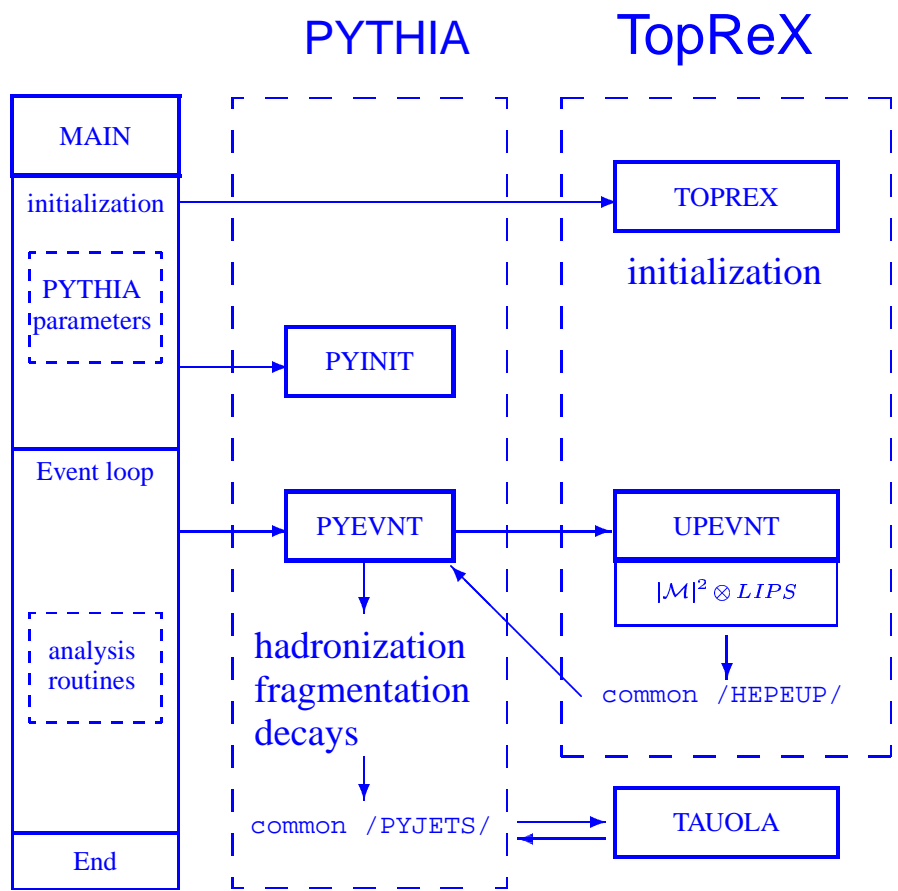 PYTHIA
TopReX
MAIN
initialization
TOPREX
initialization
PYTHIA
parameters
PYINIT
Event loop
PYEVNT
UPEVNT
|ℳ|² ⊗ LIPS
hadronization
fragmentation
decays
analysis
routines
common /HEPEUP/
common /PYJETS/
TAUOLA
End